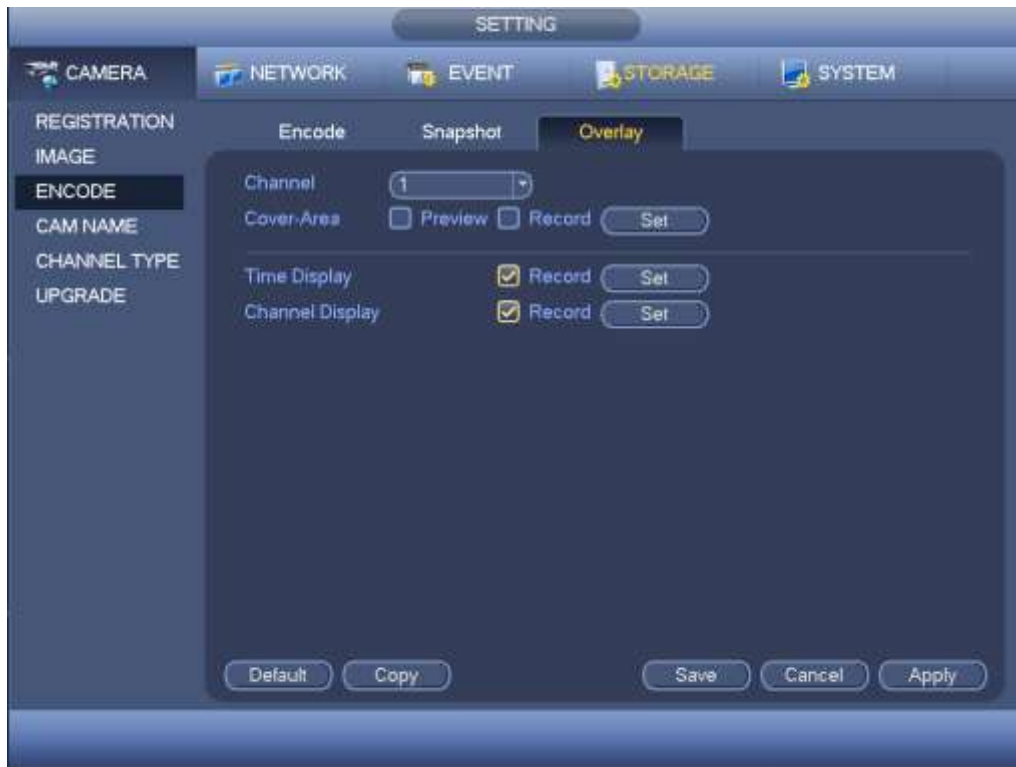 SETTING
CAMERA NETWORK EVENT STORAGE SYSTEM
REGISTRATION
IMAGE
ENCODE
CAM NAME
CHANNEL TYPE
UPGRADE
Encode Snapshot Overlay
Channel 1
Cover-Area Preview Record Set
Time Display Record Set
Channel Display Record Set
Default Copy Save Cancel Apply